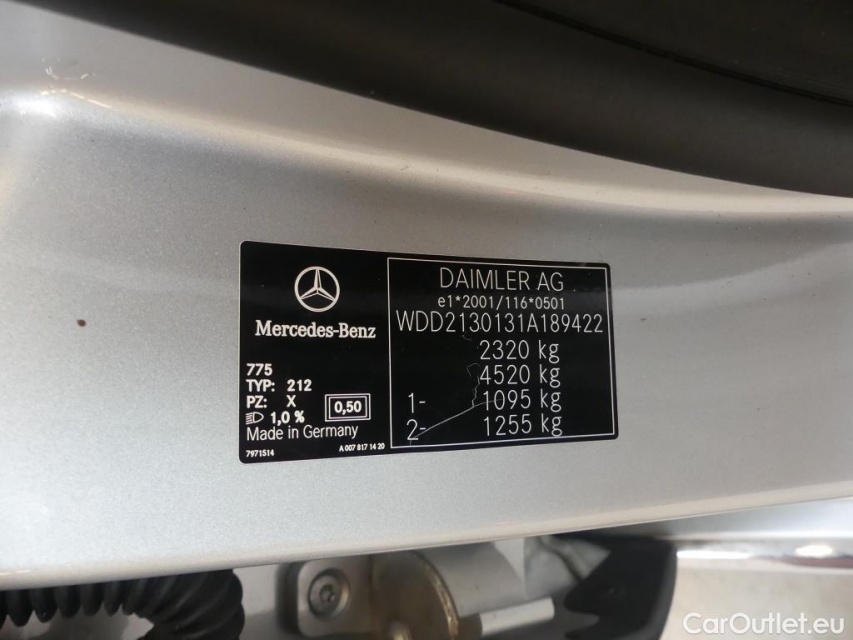 Mercedes-Benz
775
TYP: 212
PZ: X
1,0 %
0,50
Made in Germany
7971514
A 007 817 14 20
DAIMLER AG
e1*2001/116*0501
WDD2130131A189422
2320 kg
4520 kg
1- 1095 kg
2- 1255 kg
CarOutlet.eu